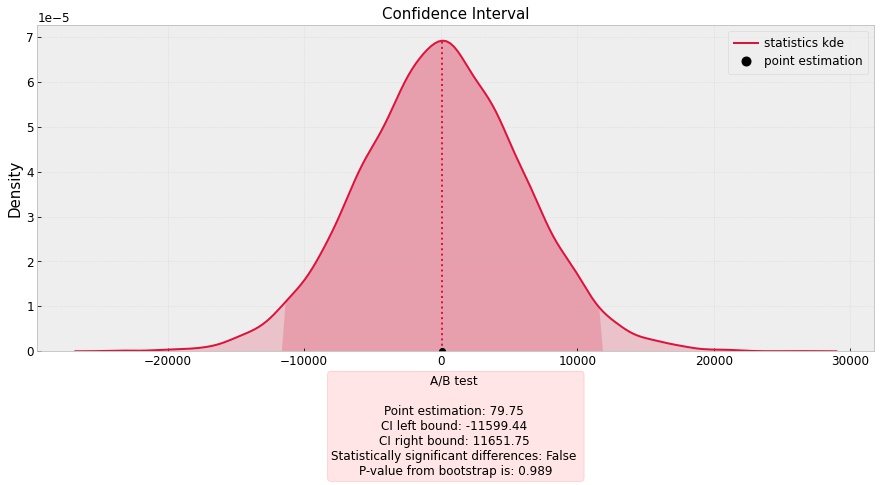 Confidence Interval
1e−5
statistics kde
point estimation
7
6
5
4
3
2
1
0
Density
−20000
−10000
0
10000
20000
30000
A/B test
Point estimation: 79.75
CI left bound: -11599.44
CI right bound: 11651.75
Statistically significant differences: False
P-value from bootstrap is: 0.989